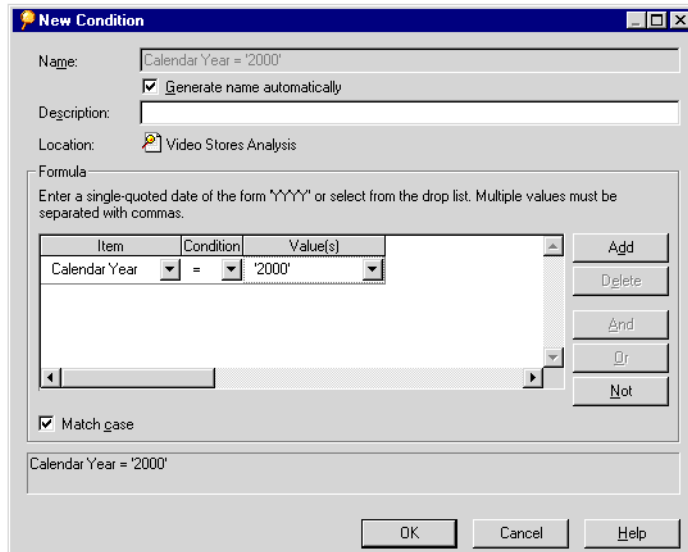 New Condition
Name: Calendar Year = '2000'
Generate name automatically
Description:
Location: Video Stores Analysis
Formula
Enter a single-quoted date of the form 'YYYY' or select from the drop list. Multiple values must be
separated with commas.
Item Condition Value(s)
Calendar Year = '2000'
Add
Delete
And
Or
Not
Match case
Calendar Year = '2000'
OK Cancel Help